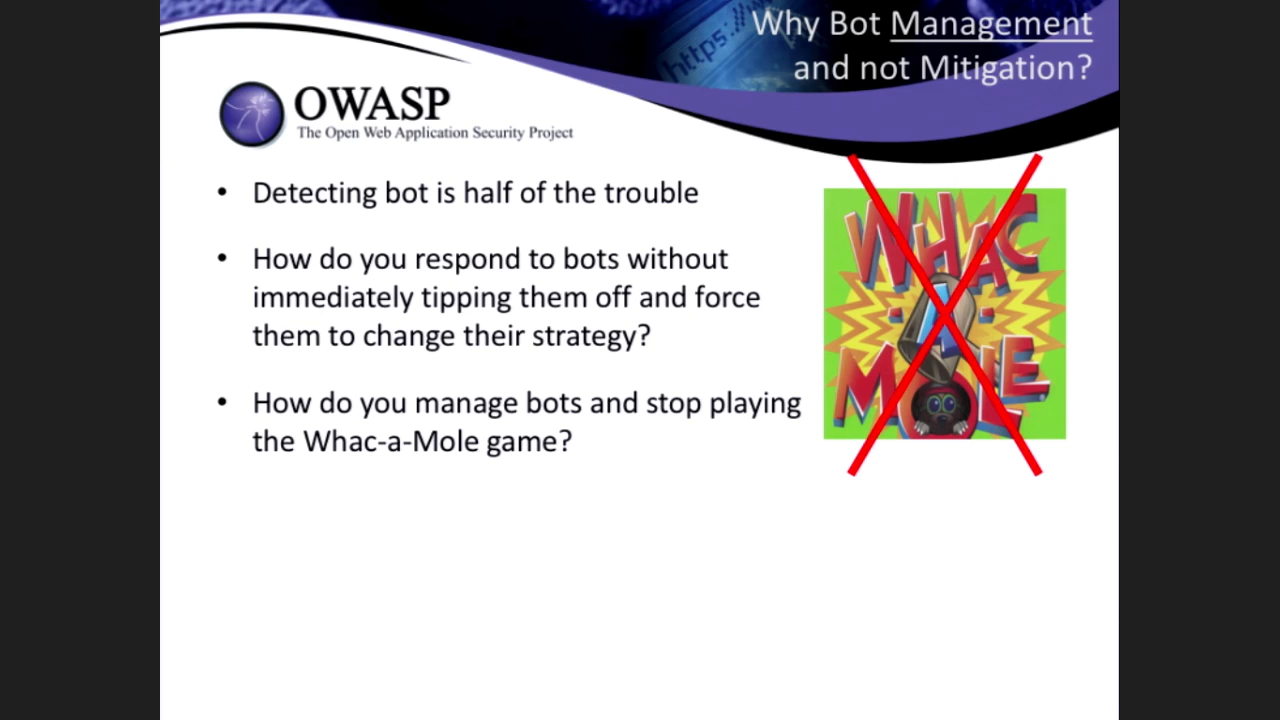 Why Bot Management
and not Mitigation?
https://
OWASP
The Open Web Application Security Project
• Detecting bot is half of the trouble
• How do you respond to bots without
immediately tipping them off and force
them to change their strategy?
• How do you manage bots and stop playing
the Whac-a-Mole game?
WHAC
-A-
MOLE